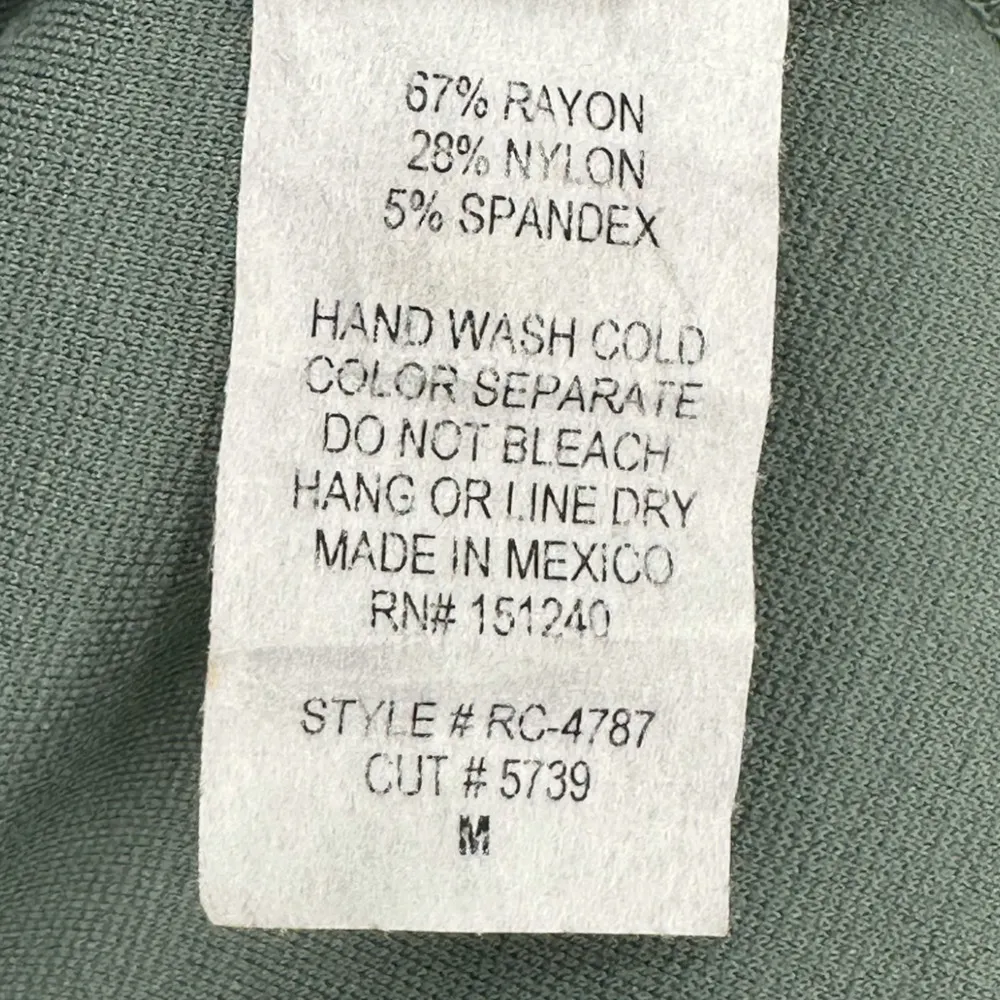 67% RAYON
28% NYLON
5% SPANDEX
HAND WASH COLD
COLOR SEPARATE
DO NOT BLEACH
HANG OR LINE DRY
MADE IN MEXICO
RN# 151240
STYLE # RC-4787
CUT # 5739
M